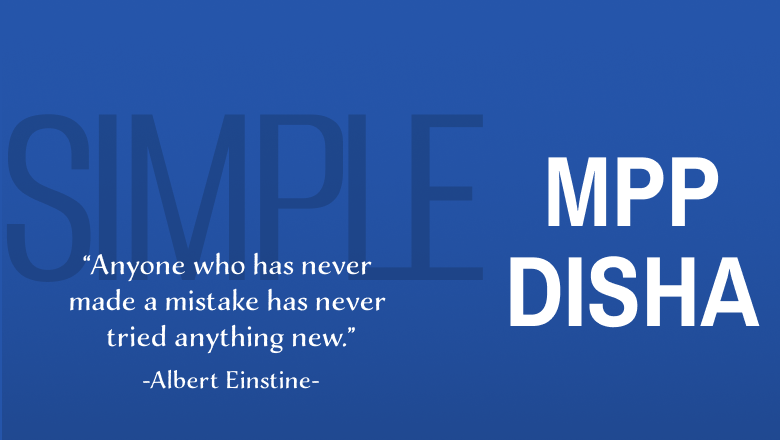 SIMPLE
“Anyone who has never
made a mistake has never
tried anything new.”
-Albert Einstine-
MPP
DISHA